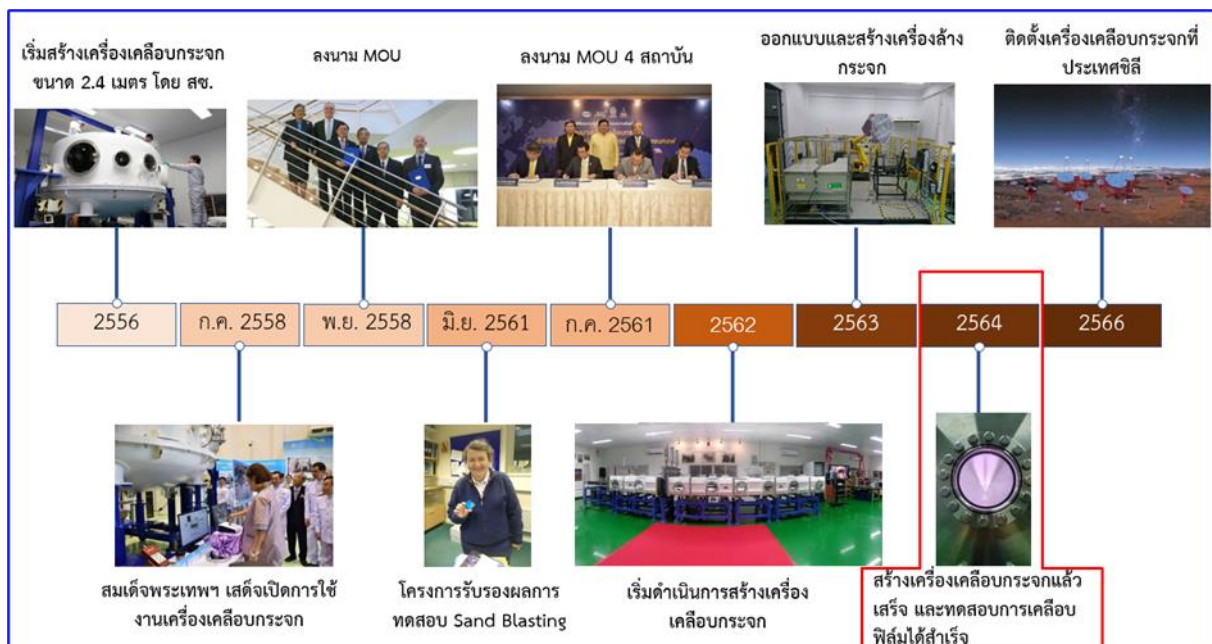 เริ่มสร้างเครื่องเคลือบกระจก
ขนาด 2.4 เมตร โดย สซ.
ลงนาม MOU
ลงนาม MOU 4 สถาบัน
ออกแบบและสร้างเครื่องล้าง
กระจก
ติดตั้งเครื่องเคลือบกระจกที่
ประเทศชิลี
2556
ก.ค. 2558
พ.ย. 2558
มิ.ย. 2561
ก.ค. 2561
2562
2563
2564
2566
สมเด็จพระเทพฯ เสด็จเปิดการใช้
งานเครื่องเคลือบกระจก
โครงการรับรองผลการ
ทดสอบ Sand Blasting
เริ่มดำเนินการสร้างเครื่อง
เคลือบกระจก
สร้างเครื่องเคลือบกระจกแล้ว
เสร็จ และทดสอบการเคลือบ
ฟิล์มได้สำเร็จ